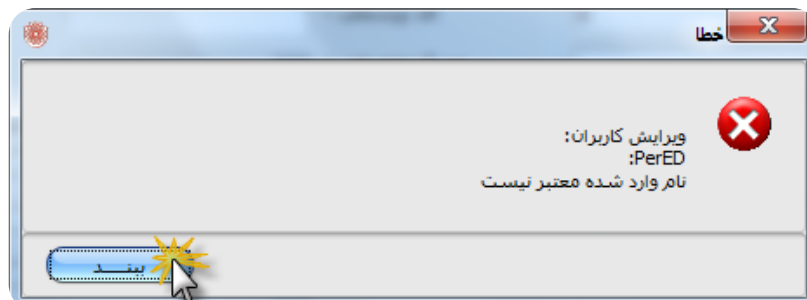 خطا
ویرایش کاربران:
PerED:
نام وارد شده معتبر نیست
ببند